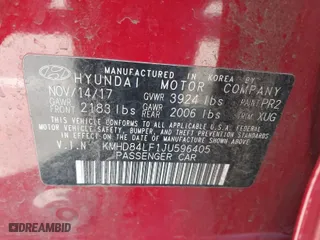 MANUFACTURED IN KOREA BY
HYUNDAI MOTOR COMPANY
NOV/14/17 GVWR 3924 lbs PAINT PR2
GAWR FRONT 2183 lbs GAWR REAR 2006 lbs TRIM XUG
THIS VEHICLE CONFORMS TO ALL APPLICABLE
U.S.A. FEDERAL MOTOR VEHICLE SAFETY, BUMPER,
AND THEFT PREVENTION STANDARDS IN EFFECT ON
THE DATE OF MANUFACTURE SHOWN ABOVE.
V.I.N: KMHD84LF1JU596405
PASSENGER CAR